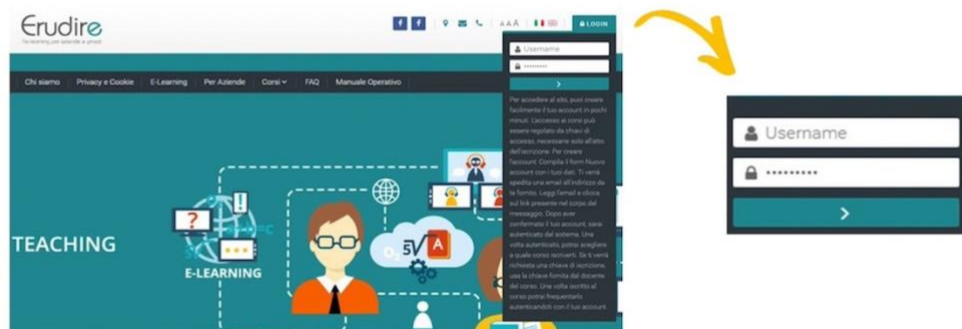 Erudire
A A A
LOGIN
Username
Chi siamo Privacy e Cookie E-Learning Per Aziende Corsi FAQ Manuale Operativo
Per accedere al sito, puoi creare
facilmente il tuo account in pochi
minuti. L'accesso ai corsi può
essere regolato da chiavi di
accesso, necessarie solo all'atto
dell'iscrizione. Per creare
l'account: Compila il form Nuovo
account con i tuoi dati. Ti verrà
spedita una email all'indirizzo da
te fornito. Leggi l'email e clicca
sul link presente nel corpo del
messaggio. Dopo aver
confermato il tuo account, sarai
autenticato dal sistema. Una
volta autenticato, potrai scegliere
a quale corso iscriverti. Se ti verrà
richiesta una chiave di iscrizione,
usa la chiave fornita dal docente
del corso. Una volta iscritto al
corso potrai frequentarlo
autenticandoti con il tuo account.
TEACHING
E-LEARNING
?
!
5√
A
Username